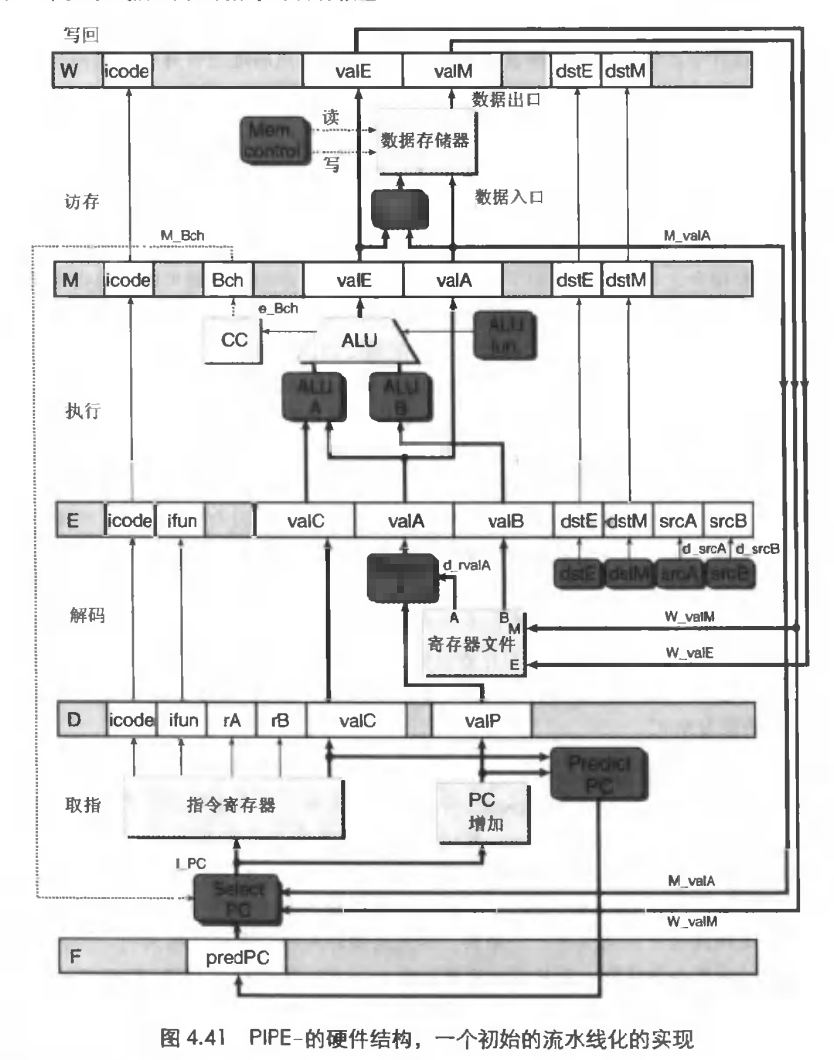 写回
W icode valE valM dstE dstM
数据出口
读
Mem. control
数据存储器
写
访存
数据入口
M_Bch
M_valA
M icode Bch valE valA dstE dstM
e_Bch
CC
ALU
ALU fun.
ALU A
ALU B
执行
E icode ifun valC valA valB dstE dstM srcA srcB
d_srcA d_srcB
d_rvalA
dstE dstM srcA srcB
解码
A B
M
寄存器文件
E
W_valM
W_valE
D icode ifun rA rB valC valP
Predict PC
取指
指令寄存器
PC 增加
I_PC
Select PC
M_valA
W_valM
F predPC
图 4.41 PIPE-的硬件结构，一个初始的流水线化的实现